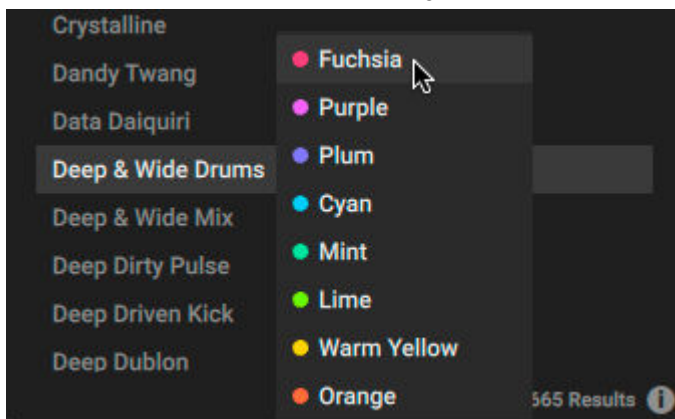 Crystalline
Dandy Twang
Data Daiquiri
Deep & Wide Drums
Deep & Wide Mix
Deep Dirty Pulse
Deep Driven Kick
Deep Dublon
Fuchsia
Purple
Plum
Cyan
Mint
Lime
Warm Yellow
Orange
665 Results